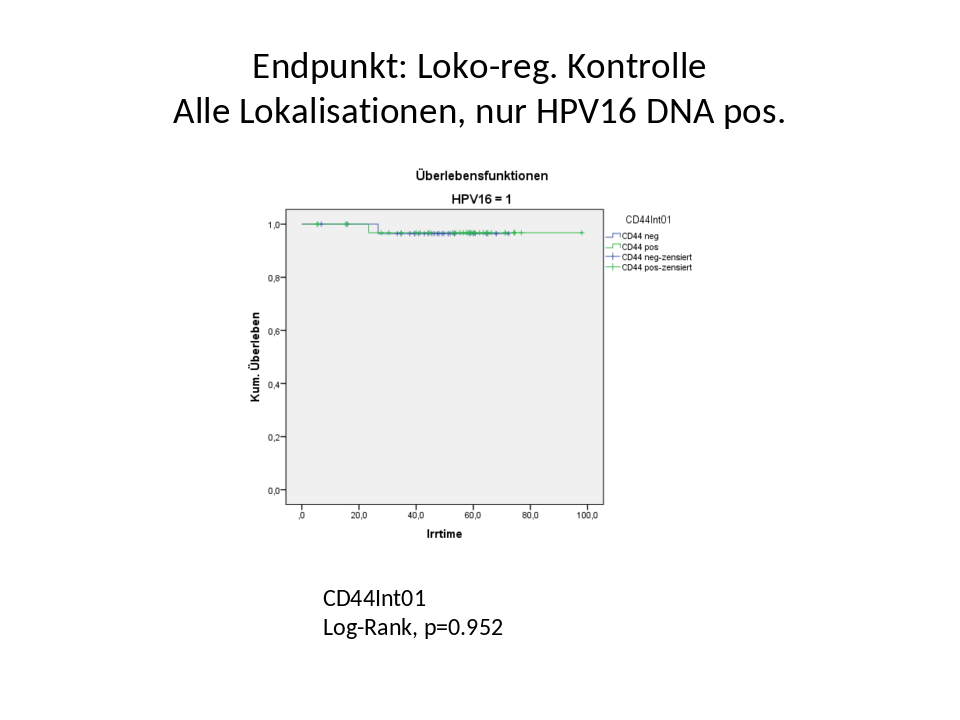 Endpunkt: Loko-reg. Kontrolle
Alle Lokalisationen, nur HPV16 DNA pos.
Überlebensfunktionen
HPV16 = 1
CD44Int01
CD44 neg
CD44 pos
CD44 neg-zensiert
CD44 pos-zensiert
Kum. Überleben
1,0
0,8
0,6
0,4
0,2
0,0
,0 20,0 40,0 60,0 80,0 100,0
lrrtime
CD44Int01
Log-Rank, p=0.952